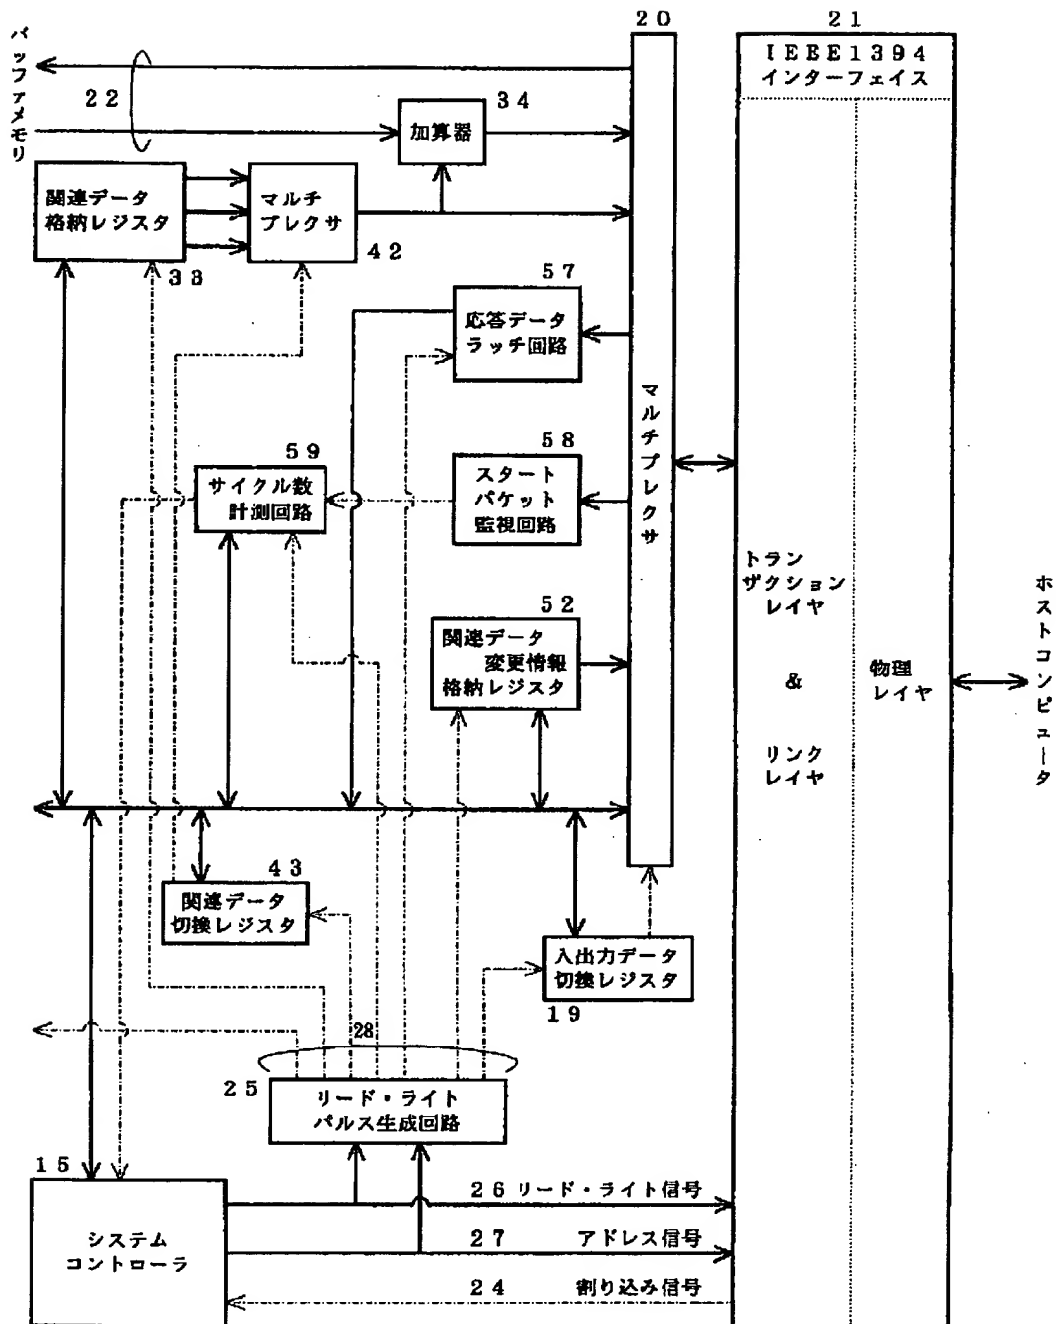 20
21
バッファメモリ
IEEE1394
インターフェイス
22
34
加算器
関連データ
格納レジスタ
マルチ
プレクサ
33
42
57
応答データ
ラッチ回路
マルチプレクサ
59
サイクル数
計測回路
58
スタート
パケット
監視回路
トラン
ザクション
レイヤ
&
リンク
レイヤ
物理
レイヤ
ホストコンピュータ
52
関連データ
変更情報
格納レジスタ
43
関連データ
切換レジスタ
入出力データ
切換レジスタ
19
28
25
リード・ライト
パルス生成回路
15
システム
コントローラ
26 リード・ライト信号
27 アドレス信号
24 割り込み信号